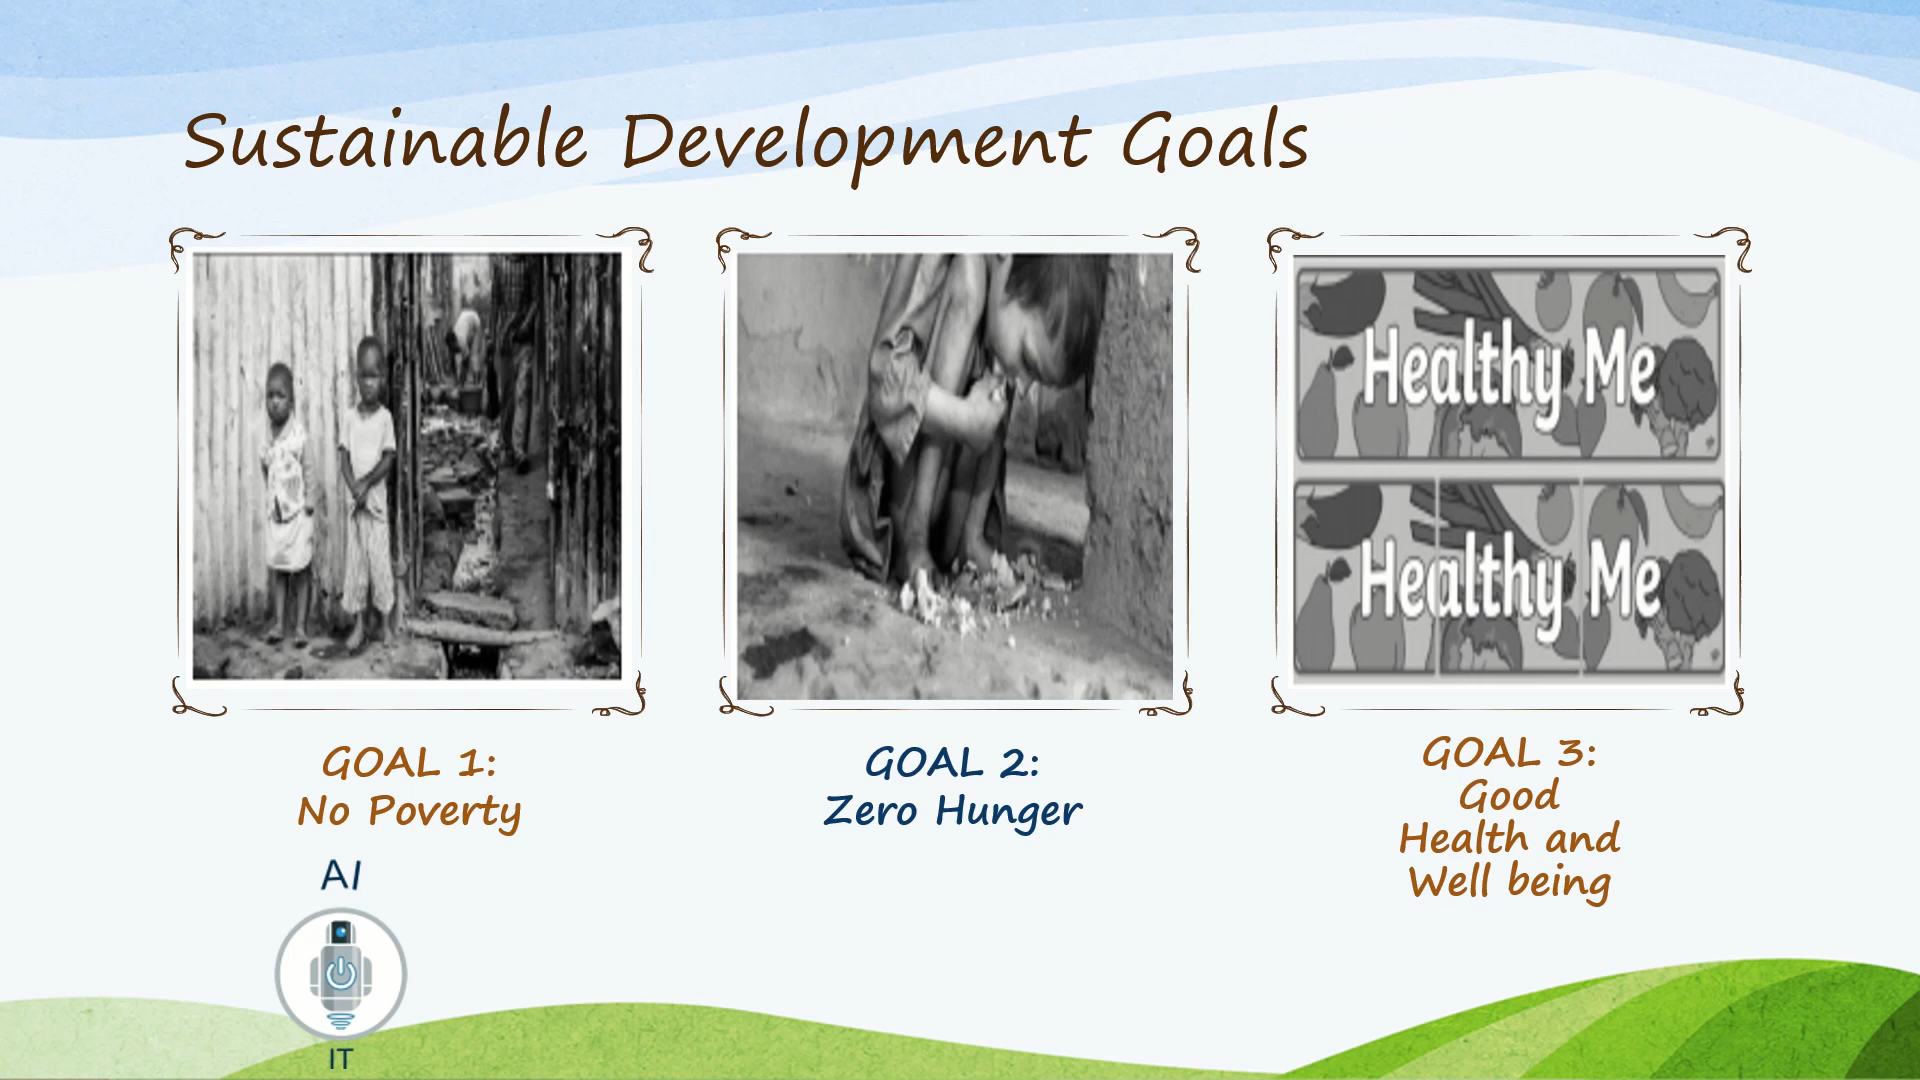 Sustainable Development Goals
Healthy Me
Healthy Me
GOAL 1:
No Poverty
GOAL 2:
Zero Hunger
GOAL 3:
Good
Health and
Well being
AI
IT